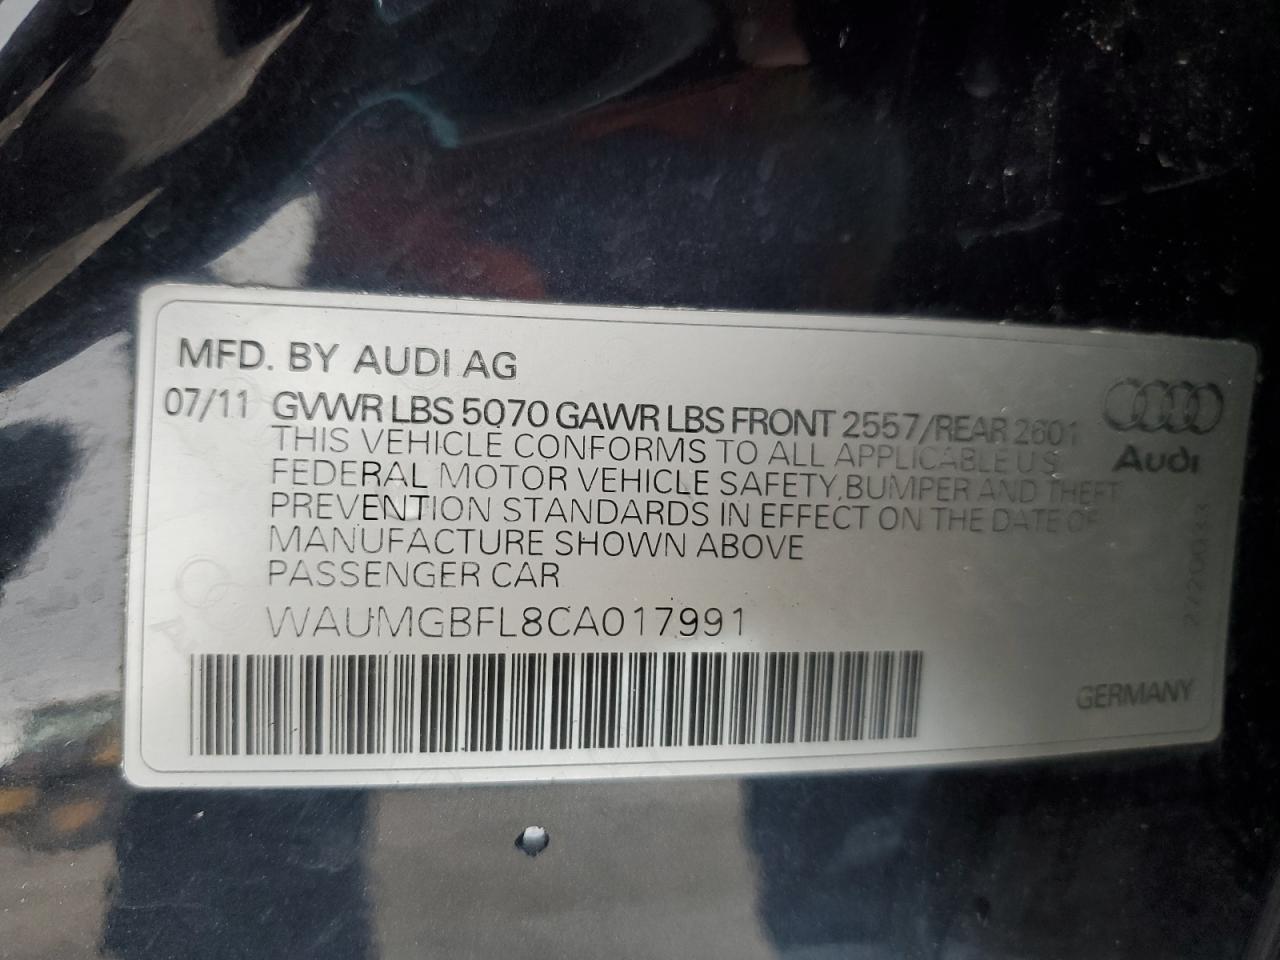 MFD. BY AUDI AG
07/11 GVWR LBS 5070 GAWR LBS FRONT 2557/REAR 2601
THIS VEHICLE CONFORMS TO ALL APPLICABLE U.S.
FEDERAL MOTOR VEHICLE SAFETY, BUMPER AND THEFT
PREVENTION STANDARDS IN EFFECT ON THE DATE OF
MANUFACTURE SHOWN ABOVE
PASSENGER CAR
WAUMGBFL8CA017991
Audi
GERMANY